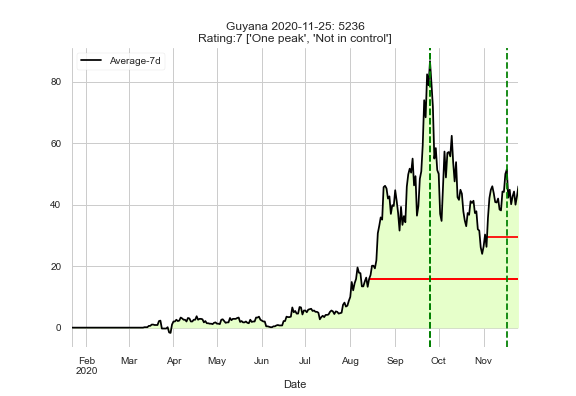 Guyana 2020-11-25: 5236
Rating:7 ['One peak', 'Not in control']
Average-7d
80
60
40
20
0
Feb Mar Apr May Jun Jul Aug Sep Oct Nov
2020
Date